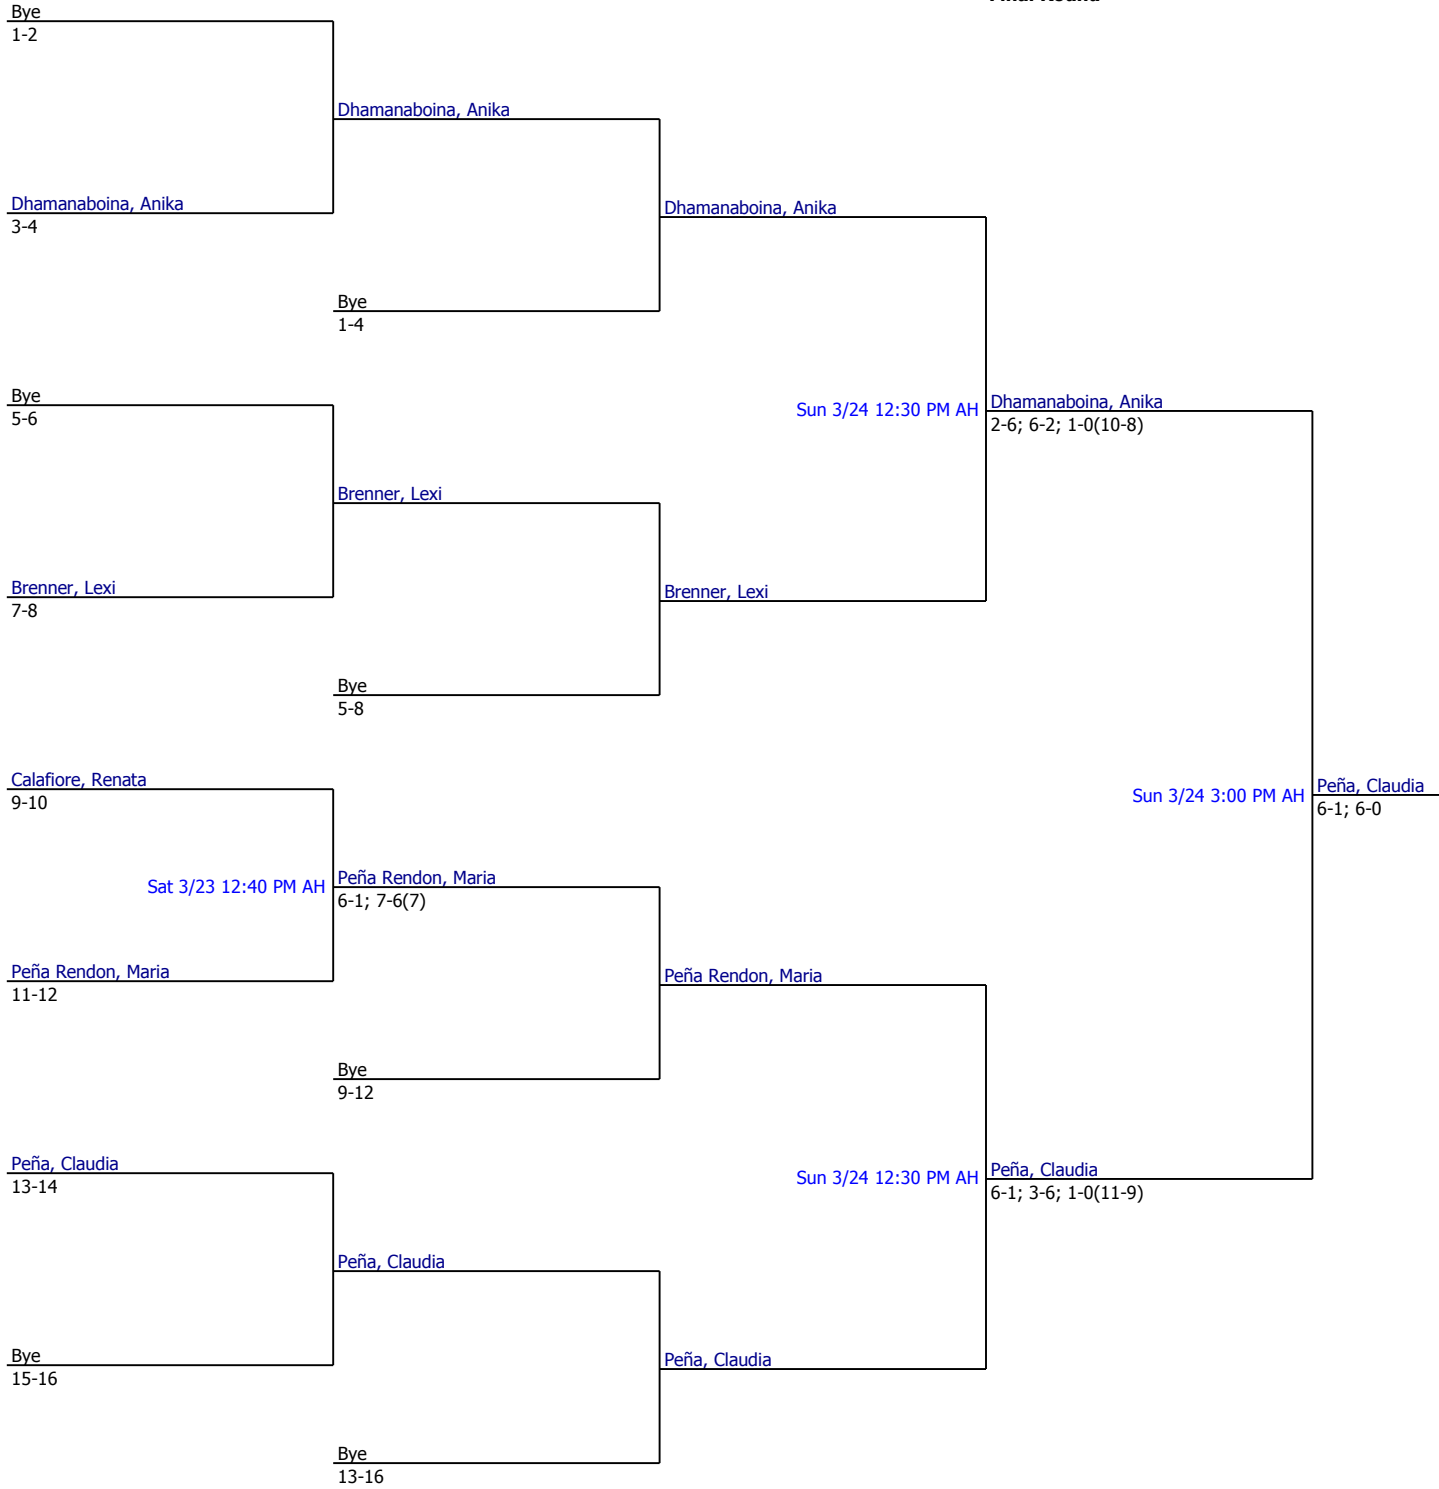 Final Round
Bye
1-2
Dhamanaboina, Anika
Dhamanaboina, Anika
3-4
Dhamanaboina, Anika
Bye
1-4
Bye
5-6
Sun 3/24 12:30 PM AH
Dhamanaboina, Anika
2-6; 6-2; 1-0(10-8)
Brenner, Lexi
Brenner, Lexi
7-8
Brenner, Lexi
Bye
5-8
Calafiore, Renata
9-10
Sun 3/24 3:00 PM AH
Peña, Claudia
6-1; 6-0
Sat 3/23 12:40 PM AH
Peña Rendon, Maria
6-1; 7-6(7)
Peña Rendon, Maria
11-12
Peña Rendon, Maria
Bye
9-12
Peña, Claudia
13-14
Sun 3/24 12:30 PM AH
Peña, Claudia
6-1; 3-6; 1-0(11-9)
Peña, Claudia
Bye
15-16
Peña, Claudia
Bye
13-16